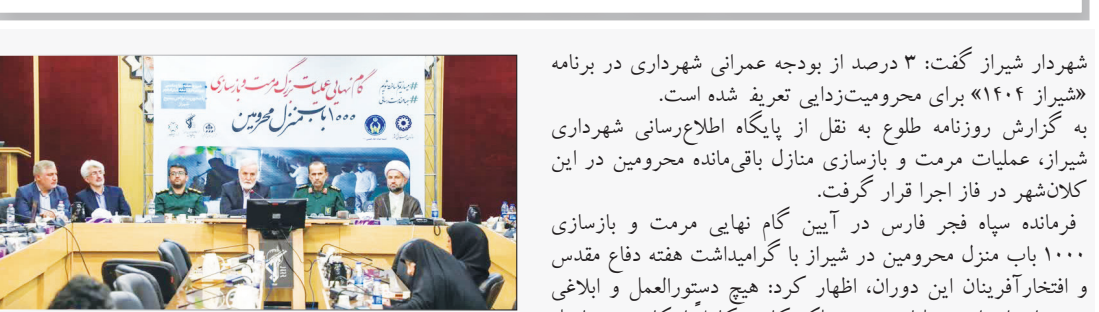 شهردار شیراز گفت: ۳ درصد از بودجه عمرانی شهرداری در برنامه
«شیراز ۱۴۰۴» برای محرومیت‌زدایی تعریف شده است.
به گزارش روزنامه طلوع به نقل از پایگاه اطلاع‌رسانی شهرداری
شیراز، عملیات مرمت و بازسازی منازل باقی‌مانده محرومین در این
کلان‌شهر در فاز اجرا قرار گرفت.
فرمانده سپاه فجر فارس در آیین گام نهایی مرمت و بازسازی
۱۰۰۰ باب منزل محرومین در شیراز با گرامیداشت هفته دفاع مقدس
و افتخارآفرینان این دوران، اظهار کرد: هیچ دستورالعمل و ابلاغی
گام نهایی عملیات بزرگ مرمت و بازسازی
۱۰۰۰ باب منزل محرومین